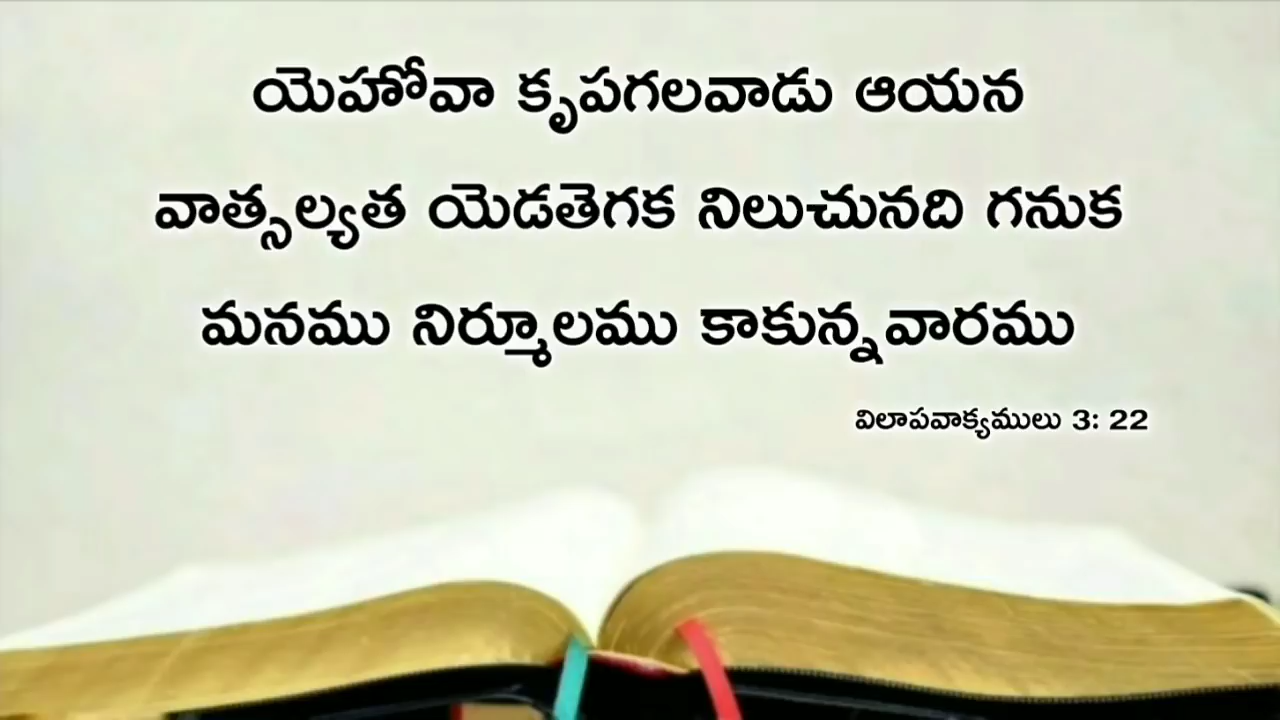 యెహోవా కృపగలవాడు ఆయన
వాత్సల్యత యెడతెగక నిలుచునది గనుక
మనము నిర్మూలము కాకున్నవారము
విలాపవాక్యములు 3: 22